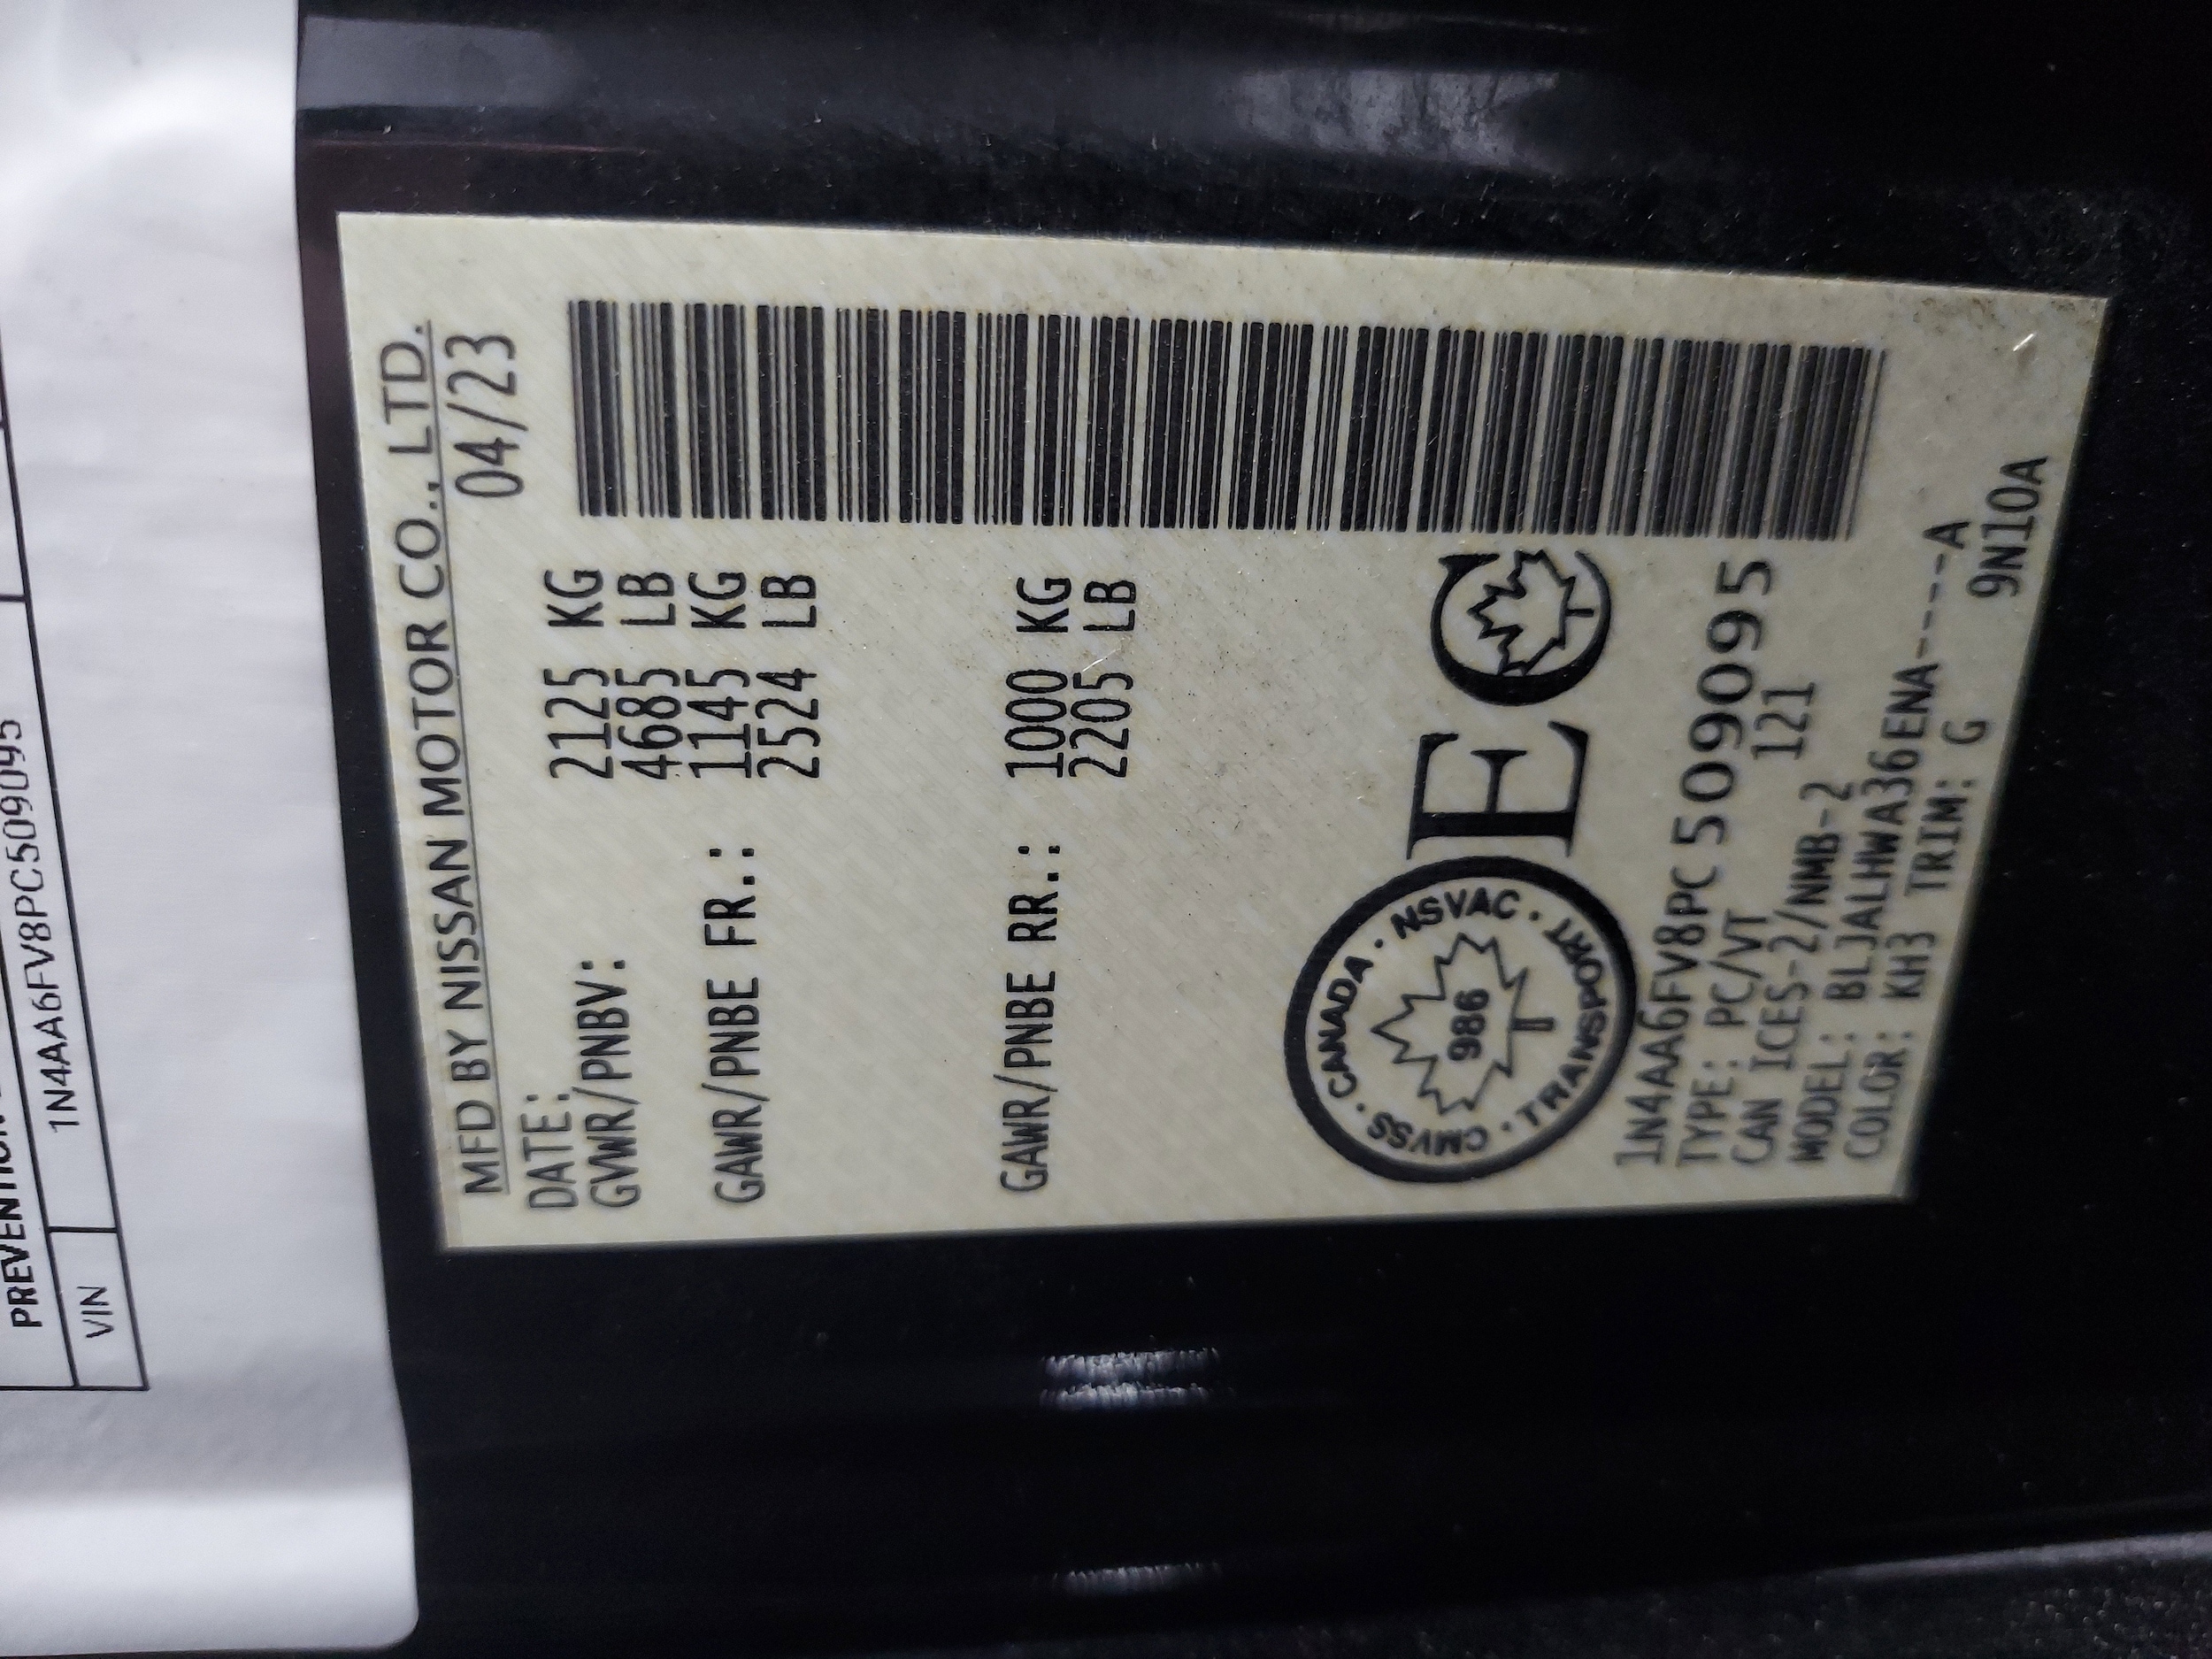 PREVENTION
VIN 1N4AA6FV8PC509095
MFD BY NISSAN MOTOR CO., LTD.
DATE: 04/23
GVWR/PNBV: 2125 KG
4685 LB
GAWR/PNBE FR.: 1145 KG
2524 LB
GAWR/PNBE RR.: 1000 KG
2205 LB
CANADA · NSVAC · TRANSPORT · CMVSS ·
986
EC
1N4AA6FV8PC509095
TYPE: PC/VT 121
CAN ICES-2/NMB-2
MODEL: BLJALHWA36ENA-----A
COLOR: KH3 TRIM: G 9N10A